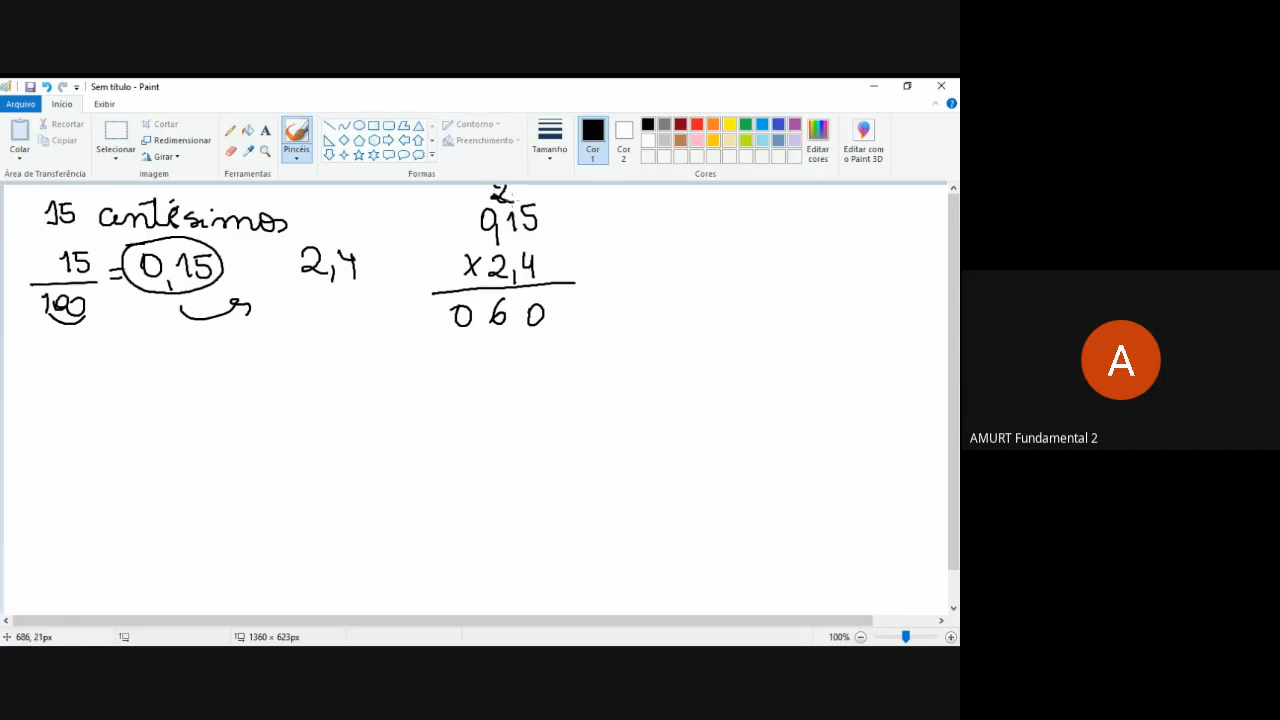 Sem título - Paint
Arquivo Início Exibir
Colar
Recortar
Copiar
Área de Transferência
Selecionar
Cortar
Redimensionar
Girar
Imagem
A
Ferramentas
Pincéis
Contorno
Preenchimento
Formas
Tamanho
Cor 1
Cor 2
Editar cores
Editar com o Paint 3D
Cores
15 centésimos
15
100
= 0,15
2,4
2
0,15
x 2,4
0 6 0
686, 21px
1360 × 623px
100%
A
AMURT Fundamental 2